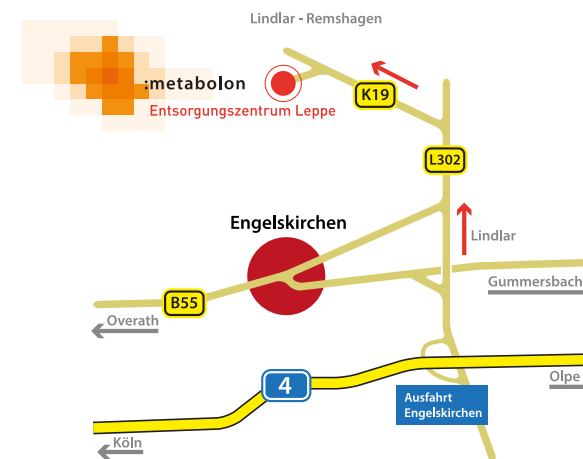 Lindlar - Remshagen
:metabolon
Entsorgungszentrum Leppe
K19
L302
Engelskirchen
Lindlar
Gummersbach
B55
Overath
4
Olpe
Ausfahrt
Engelskirchen
Köln